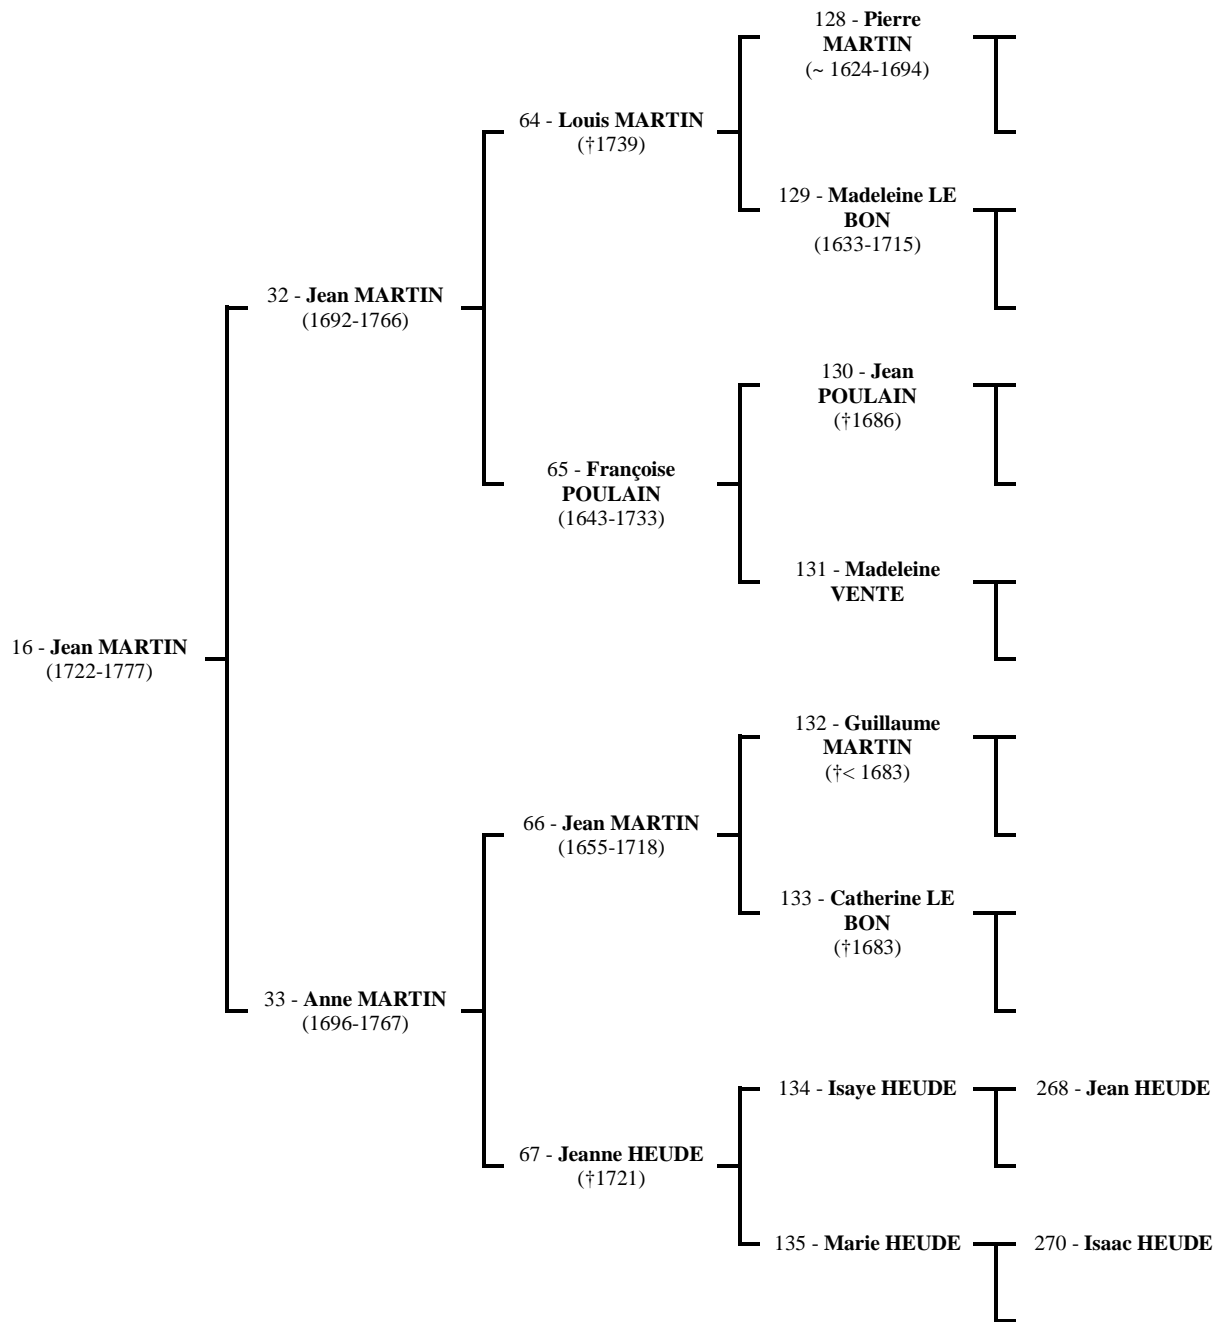 128 - Pierre
MARTIN
(~ 1624-1694)
64 - Louis MARTIN
(†1739)
129 - Madeleine LE
BON
(1633-1715)
32 - Jean MARTIN
(1692-1766)
130 - Jean
POULAIN
(†1686)
65 - Françoise
POULAIN
(1643-1733)
131 - Madeleine
VENTE
16 - Jean MARTIN
(1722-1777)
132 - Guillaume
MARTIN
(†< 1683)
66 - Jean MARTIN
(1655-1718)
133 - Catherine LE
BON
(†1683)
33 - Anne MARTIN
(1696-1767)
134 - Isaye HEUDE
268 - Jean HEUDE
67 - Jeanne HEUDE
(†1721)
135 - Marie HEUDE
270 - Isaac HEUDE